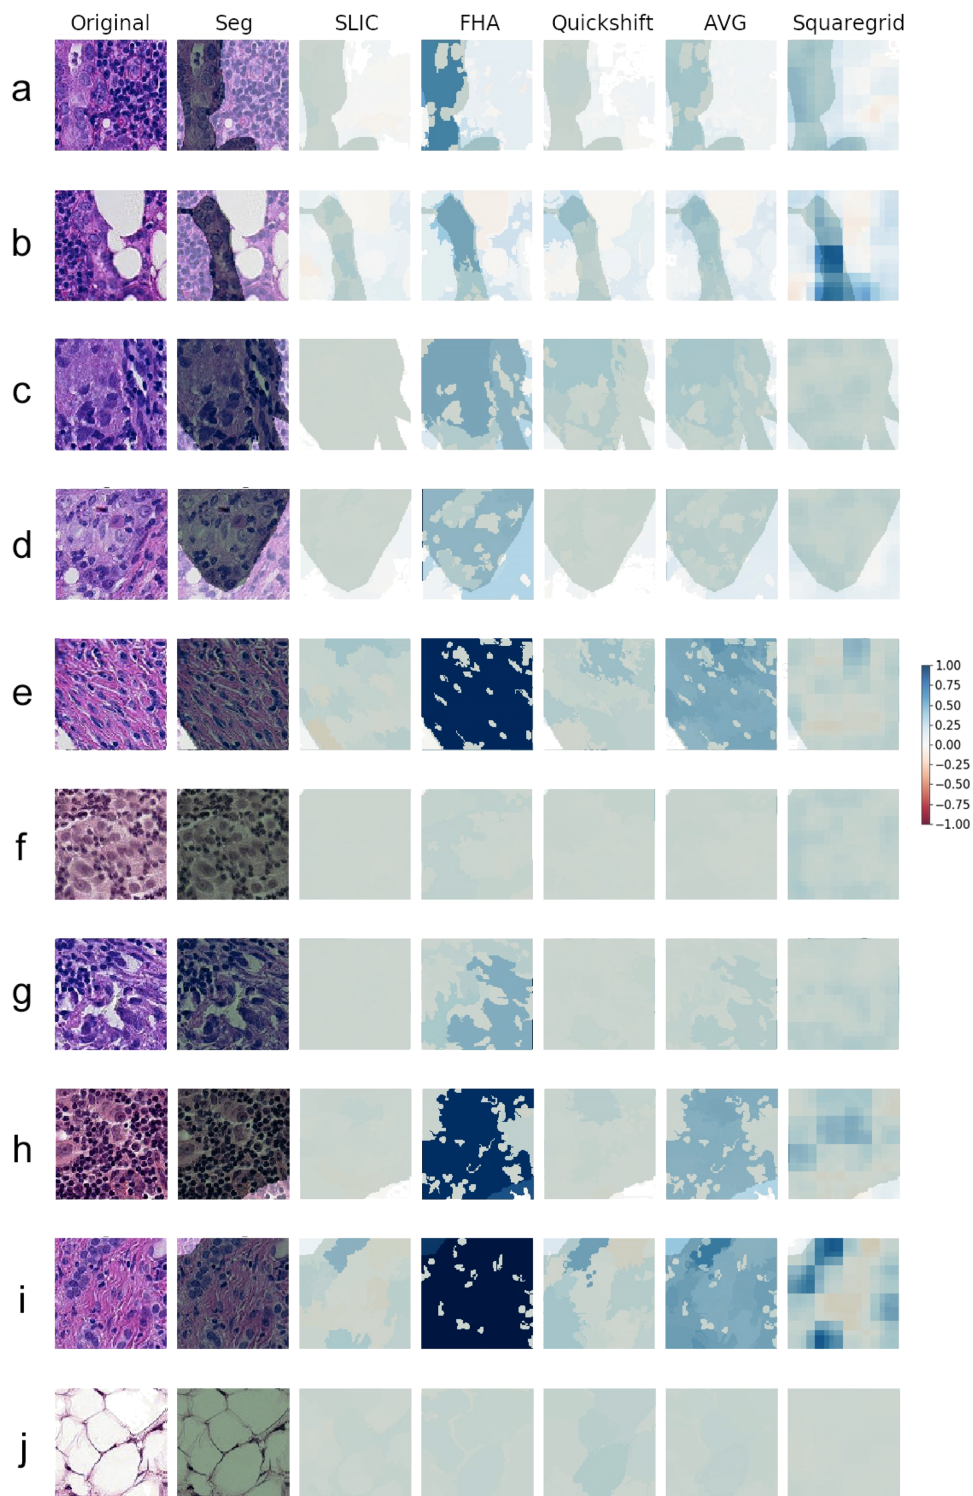 Original Seg SLIC FHA Quickshift AVG Squaregrid
a
b
c
d
e
1.00
0.75
0.50
0.25
0.00
−0.25
−0.50
−0.75
−1.00
f
g
h
i
j